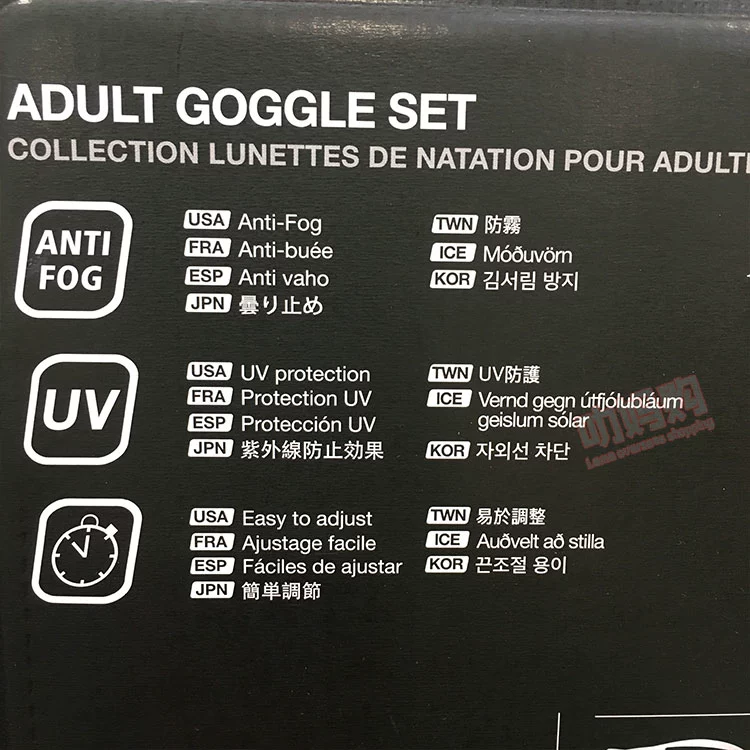 ADULT GOGGLE SET
COLLECTION LUNETTES DE NATATION POUR ADULT
ANTI
FOG
USA Anti-Fog
FRA Anti-buée
ESP Anti vaho
JPN 曇り止め
TWN 防霧
ICE Móðuvörn
KOR 김서림 방지
UV
USA UV protection
FRA Protection UV
ESP Protección UV
JPN 紫外線防止効果
TWN UV防護
ICE Vernd gegn útfjólubláum
geislum sólar
KOR 자외선 차단
USA Easy to adjust
FRA Ajustage facile
ESP Fáciles de ajustar
JPN 簡単調節
TWN 易於調整
ICE Auðvelt að stilla
KOR 끈조절 용이